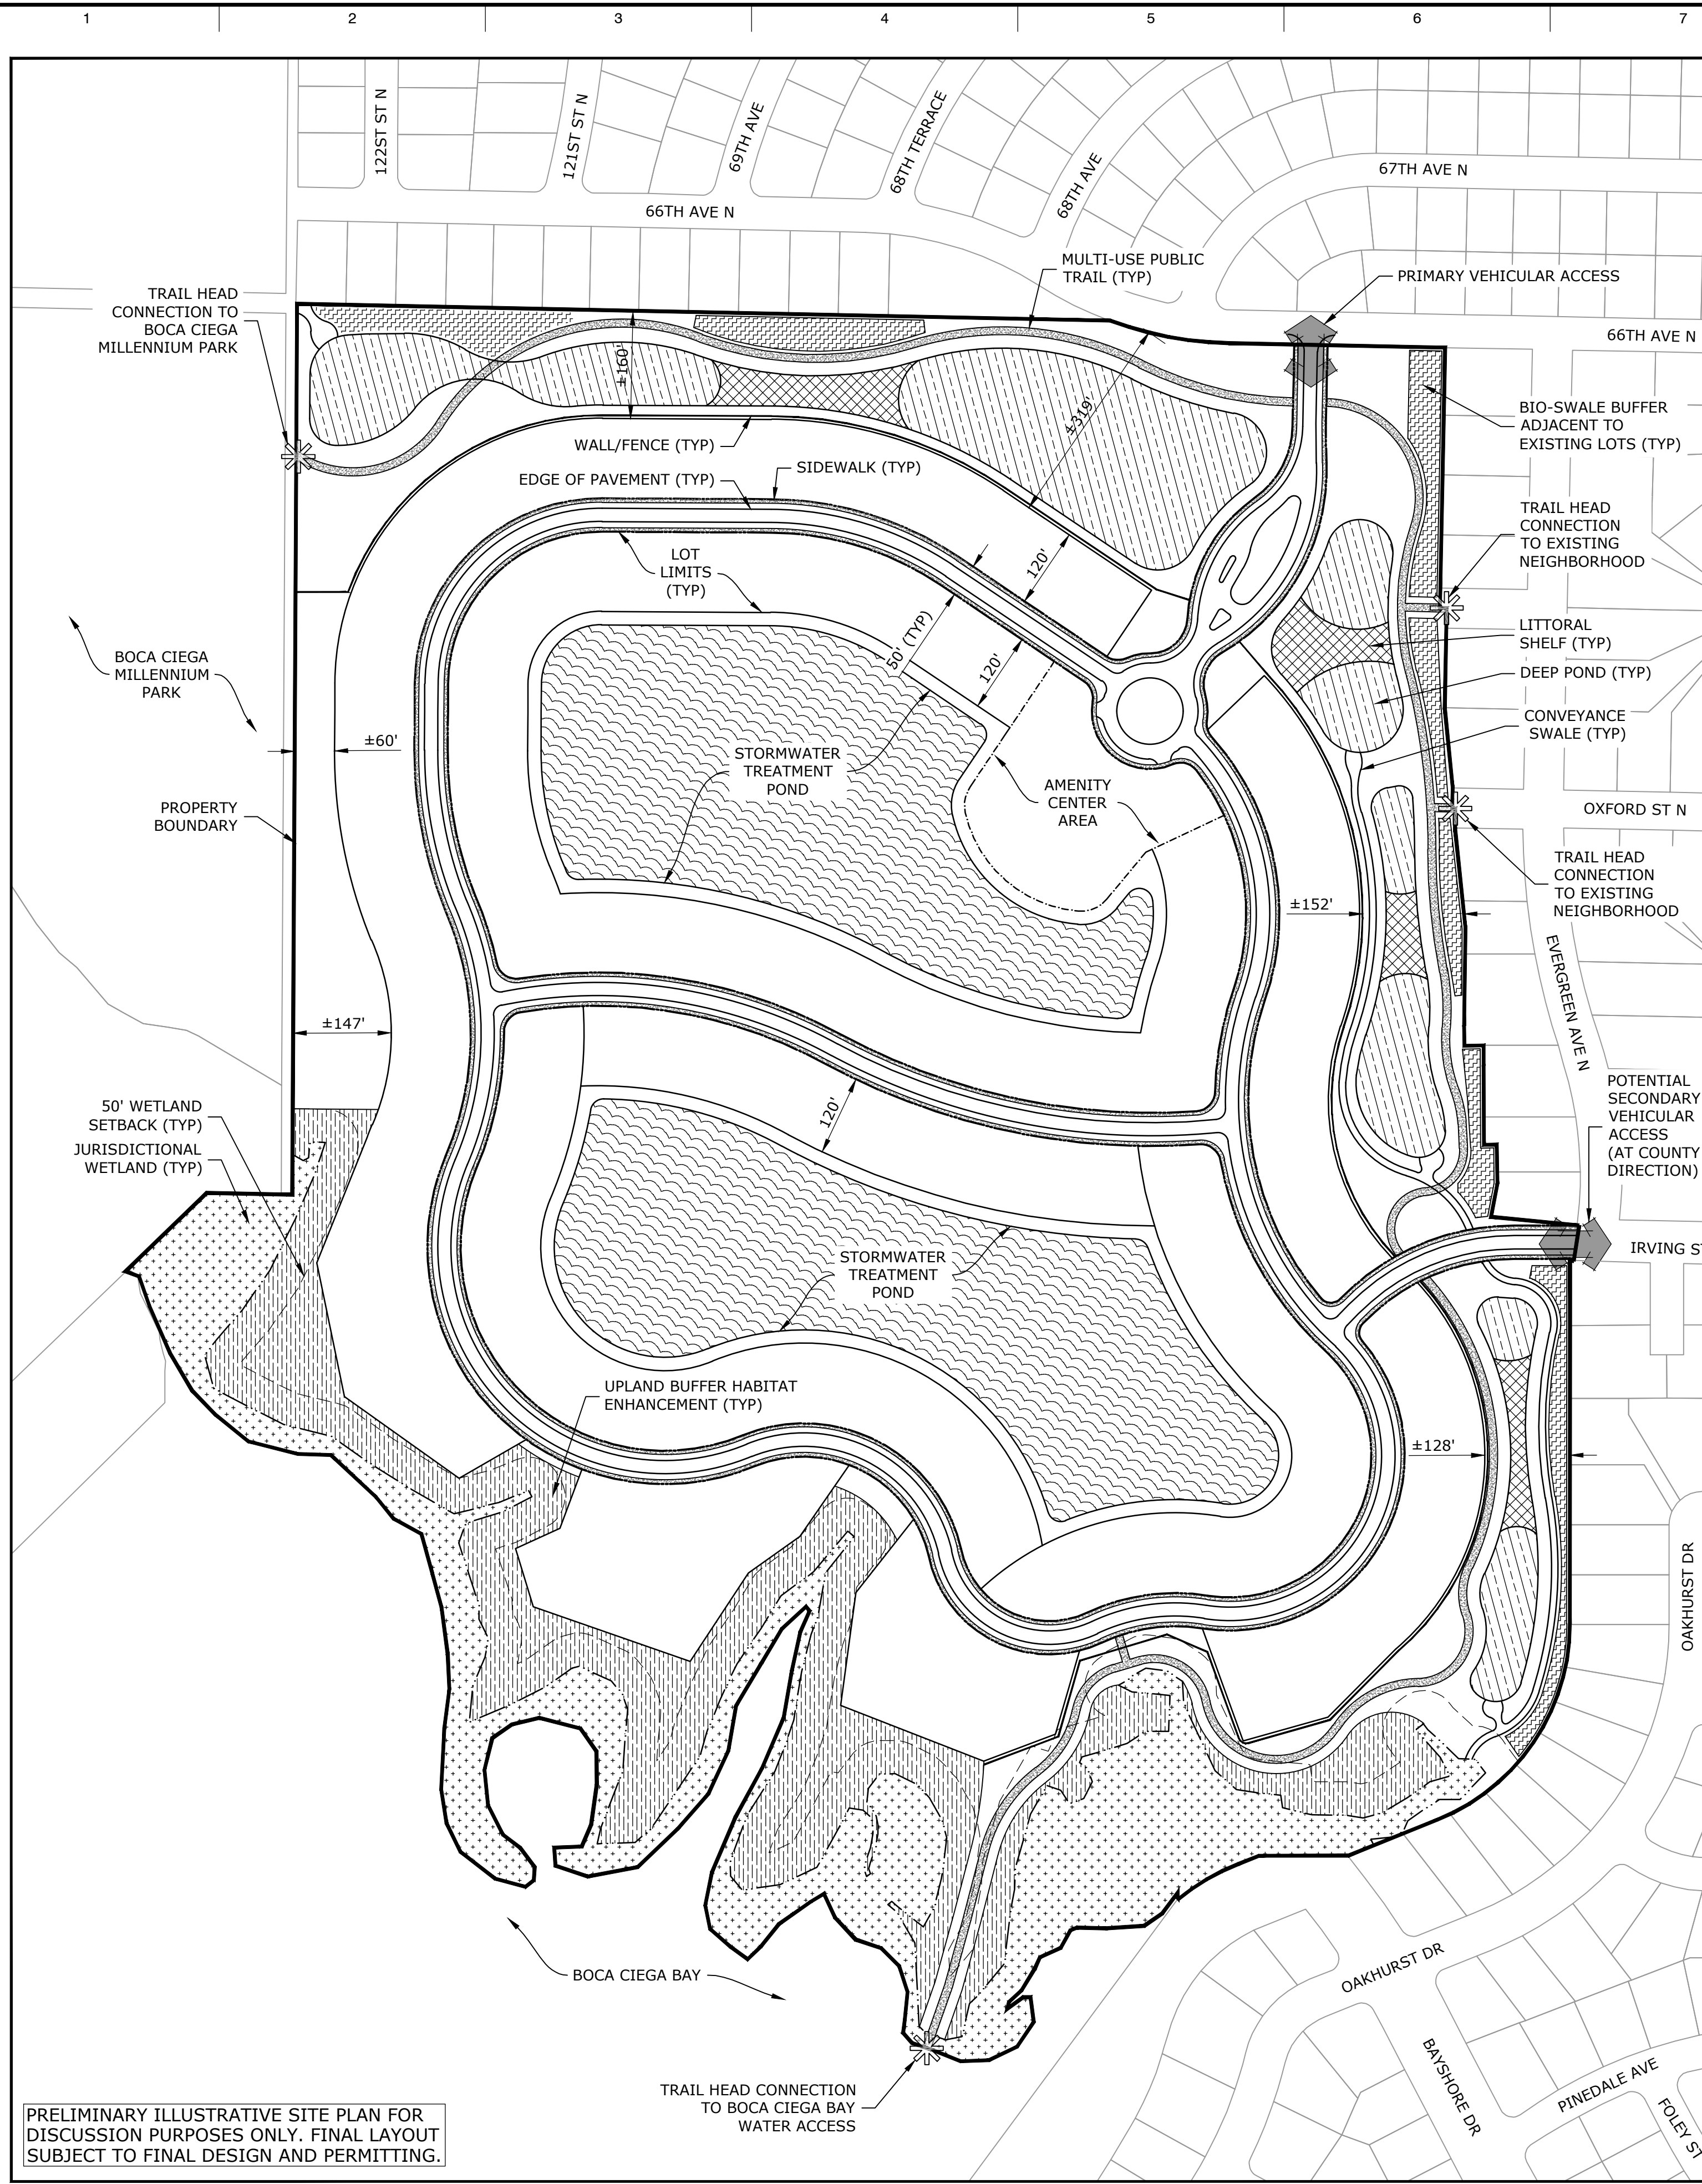 1 2 3 4 5 6 7
122ST ST N
121ST ST N
69TH AVE
68TH TERRACE
68TH AVE
67TH AVE N
66TH AVE N
MULTI-USE PUBLIC
TRAIL (TYP)
PRIMARY VEHICULAR ACCESS
66TH AVE N
TRAIL HEAD
CONNECTION TO
BOCA CIEGA
MILLENNIUM PARK
±160'
±319'
WALL/FENCE (TYP)
SIDEWALK (TYP)
EDGE OF PAVEMENT (TYP)
BIO-SWALE BUFFER
ADJACENT TO
EXISTING LOTS (TYP)
LOT
LIMITS
(TYP)
120'
50' (TYP)
120'
TRAIL HEAD
CONNECTION
TO EXISTING
NEIGHBORHOOD
LITTORAL
SHELF (TYP)
DEEP POND (TYP)
CONVEYANCE
SWALE (TYP)
BOCA CIEGA
MILLENNIUM
PARK
±60'
STORMWATER
TREATMENT
POND
AMENITY
CENTER
AREA
PROPERTY
BOUNDARY
OXFORD ST N
TRAIL HEAD
CONNECTION
TO EXISTING
NEIGHBORHOOD
±152'
EVERGREEN AVE N
±147'
120'
50' WETLAND
SETBACK (TYP)
JURISDICTIONAL
WETLAND (TYP)
POTENTIAL
SECONDARY
VEHICULAR
ACCESS
(AT COUNTY
DIRECTION)
IRVING ST
STORMWATER
TREATMENT
POND
UPLAND BUFFER HABITAT
ENHANCEMENT (TYP)
±128'
OAKHURST DR
BOCA CIEGA BAY
OAKHURST DR
BAYSHORE DR
PINEDALE AVE
FOLEY ST
TRAIL HEAD CONNECTION
TO BOCA CIEGA BAY
WATER ACCESS
PRELIMINARY ILLUSTRATIVE SITE PLAN FOR
DISCUSSION PURPOSES ONLY. FINAL LAYOUT
SUBJECT TO FINAL DESIGN AND PERMITTING.